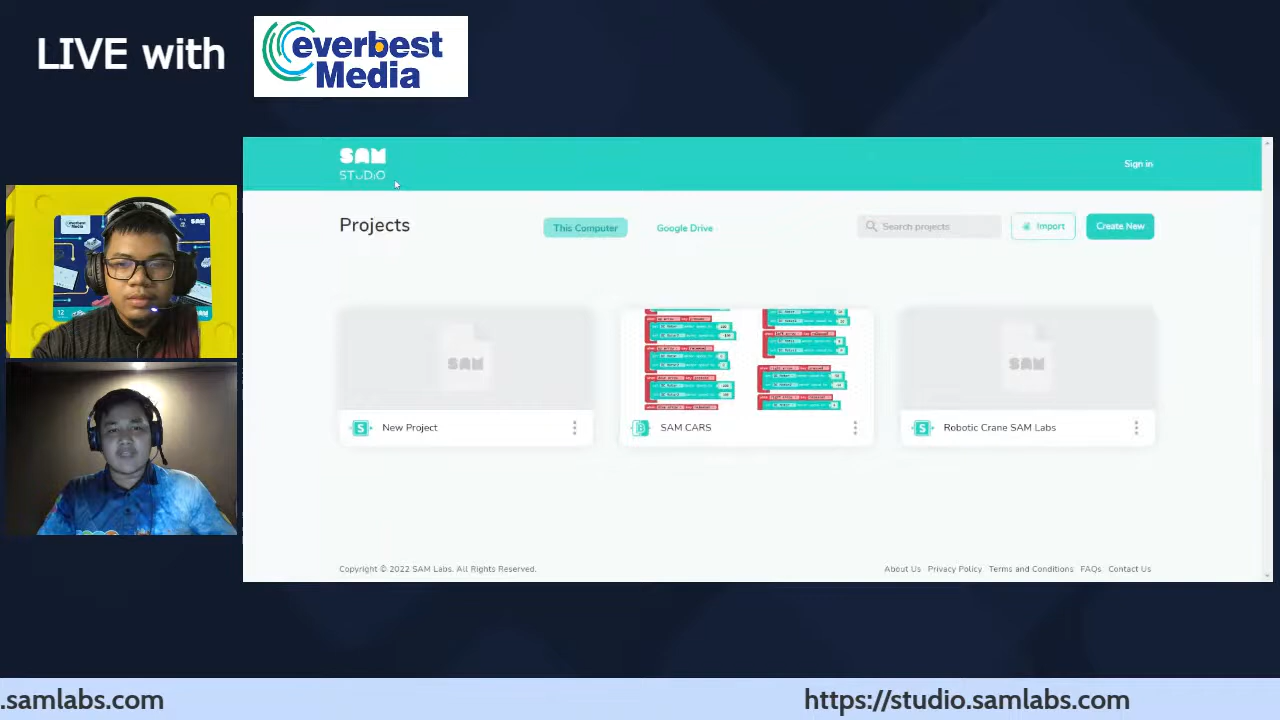 LIVE with
everbest
Media
SAM
STUDIO
Sign in
Projects
This Computer
Google Drive
Search projects
Import
Create New
SAM
SAM
New Project
SAM CARS
Robotic Crane SAM Labs
Copyright © 2022 SAM Labs. All Rights Reserved.
About Us Privacy Policy Terms and Conditions FAQs Contact Us
.samlabs.com
https://studio.samlabs.com